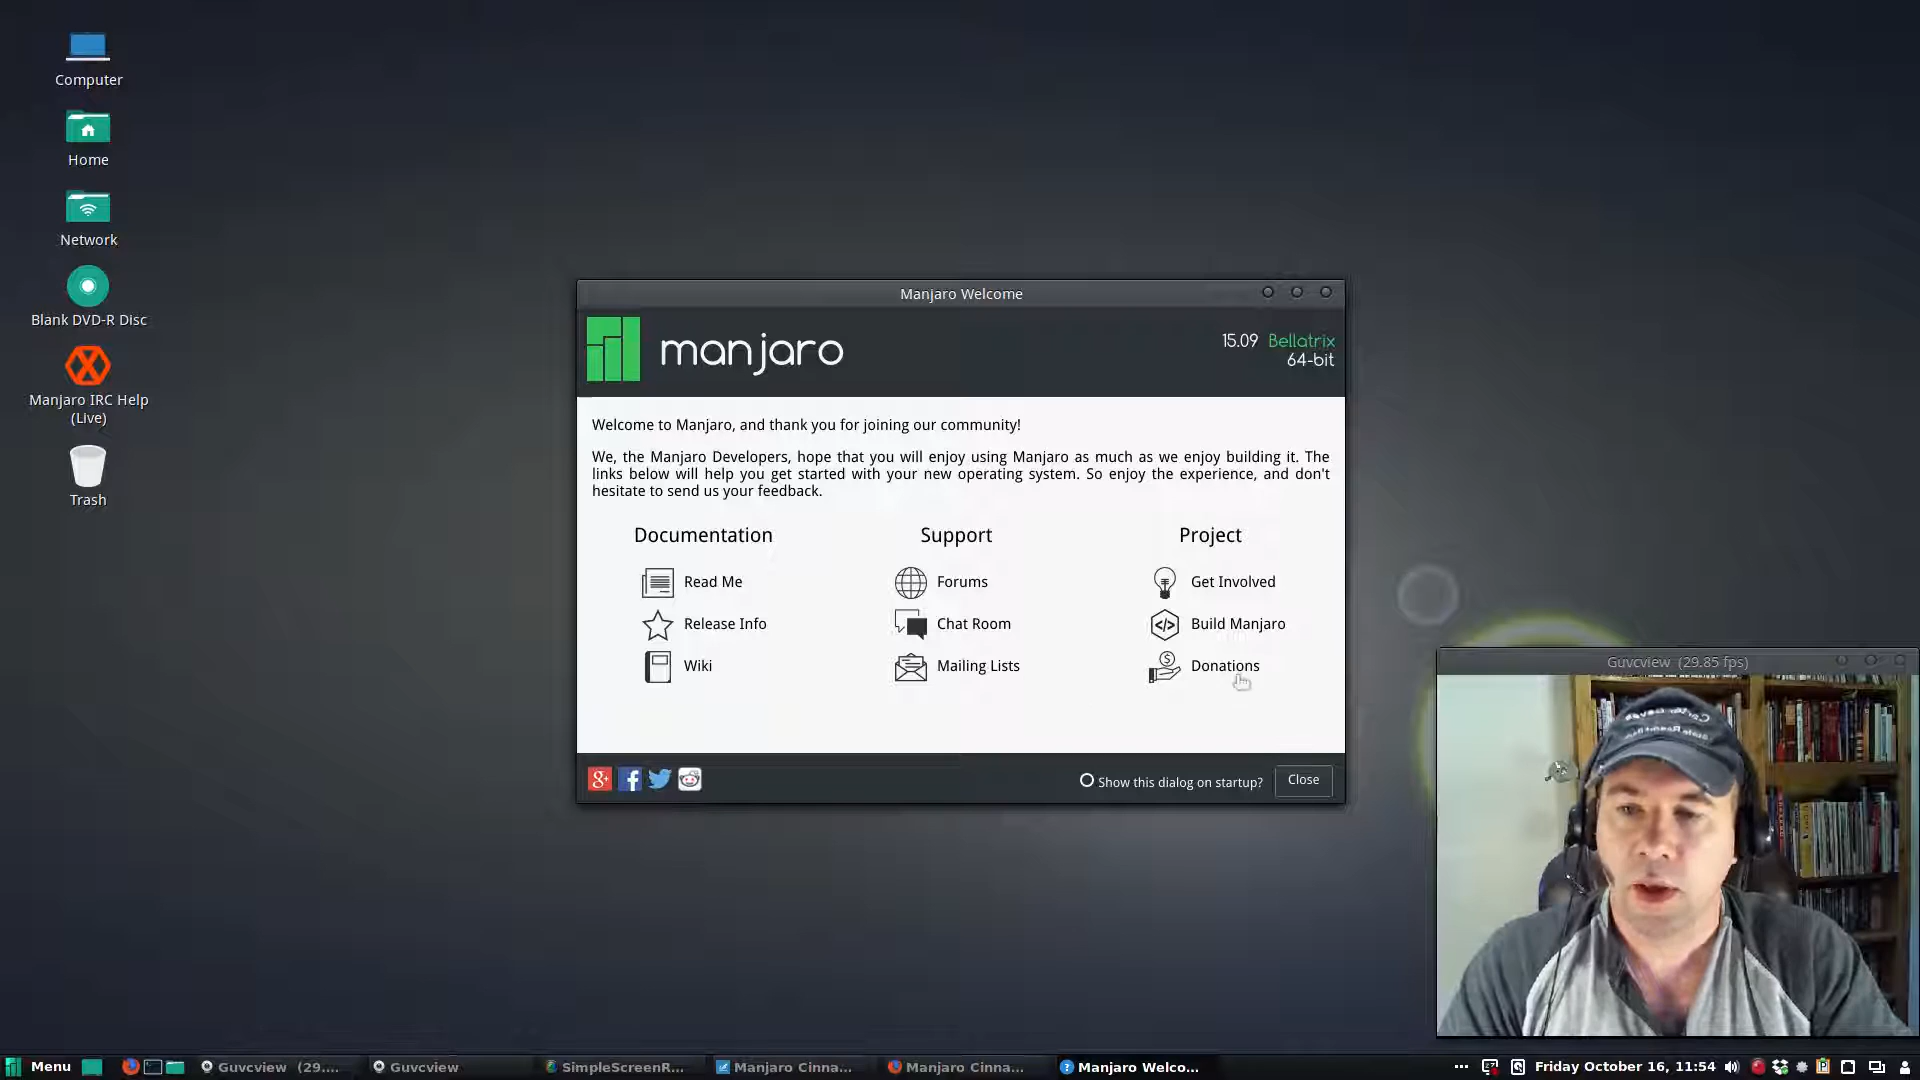 Computer
Home
Network
Blank DVD-R Disc
Manjaro IRC Help
(Live)
Trash
Manjaro Welcome
manjaro
15.09 Bellatrix
64-bit
Welcome to Manjaro, and thank you for joining our community!
We, the Manjaro Developers, hope that you will enjoy using Manjaro as much as we enjoy building it. The
links below will help you get started with your new operating system. So enjoy the experience, and don't
hesitate to send us your feedback.
Documentation
Read Me
Release Info
Wiki
Support
Forums
Chat Room
Mailing Lists
Project
Get Involved
Build Manjaro
Donations
Show this dialog on startup?
Close
Guvcview (29.85 fps)
Menu
Guvcview (29....
Guvcview
SimpleScreenR...
Manjaro Cinna...
Manjaro Cinna...
Manjaro Welco...
Friday October 16, 11:54